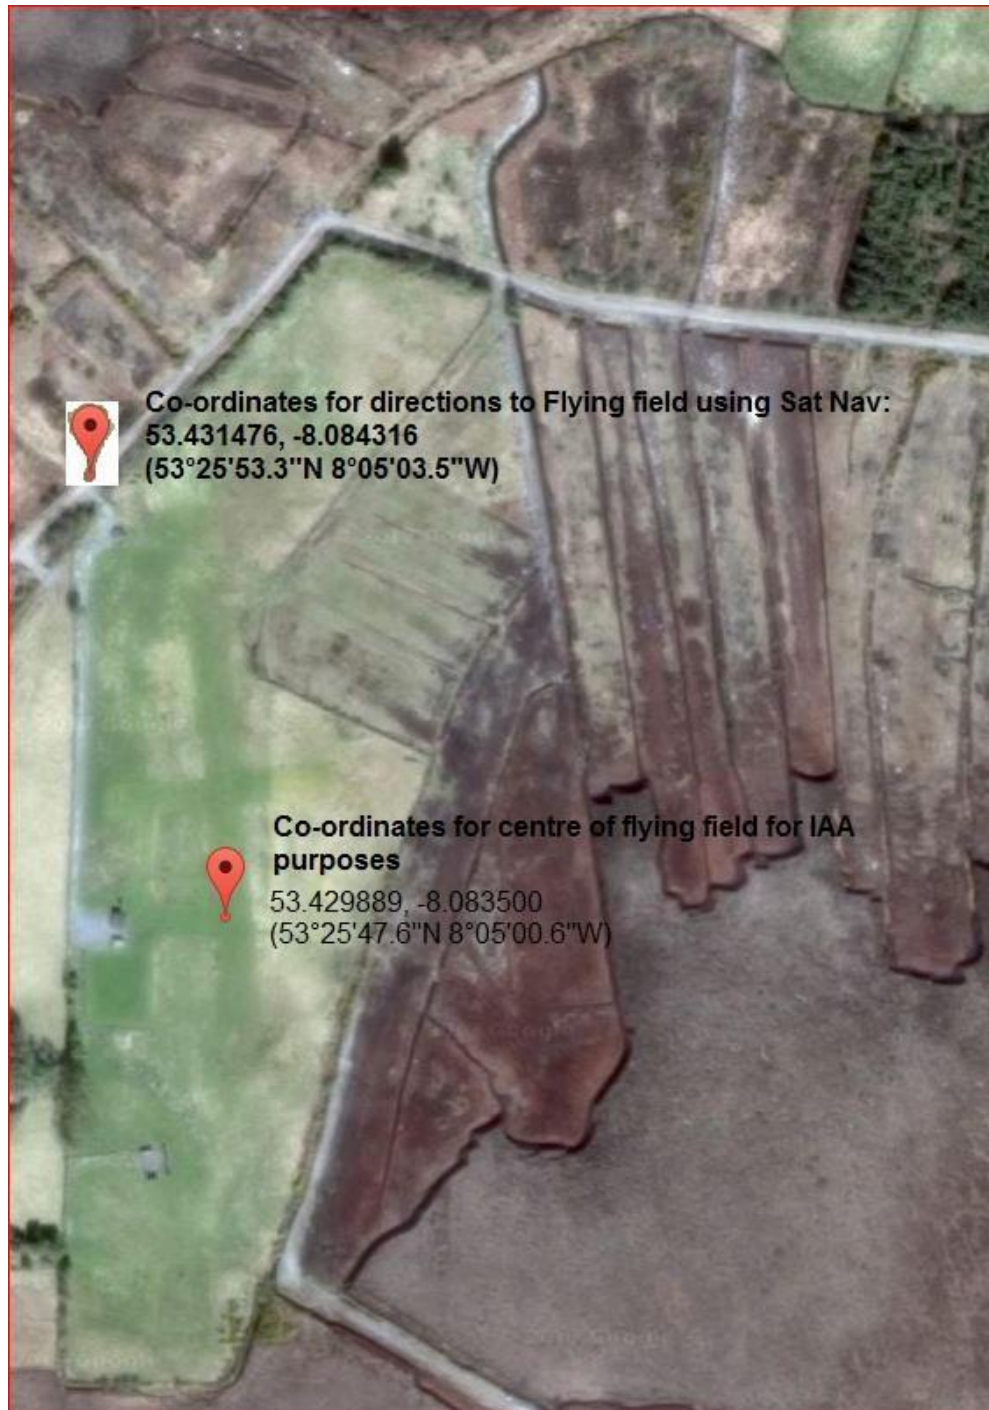 Co-ordinates for directions to Flying field using Sat Nav:
53.431476, -8.084316
(53°25'53.3"N 8°05'03.5"W)
Co-ordinates for centre of flying field for IAA
purposes
53.429889, -8.083500
(53°25'47.6"N 8°05'00.6"W)